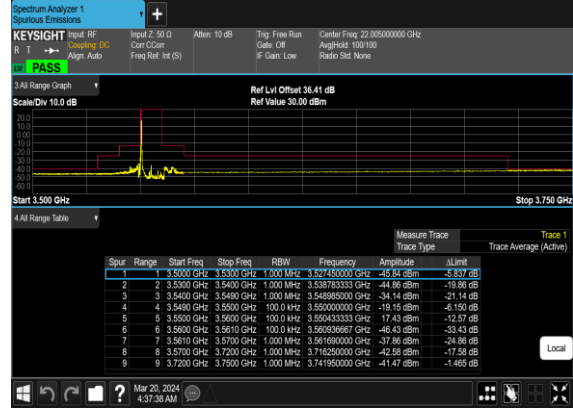 Spectrum Analyzer 1
Spurious Emissions
KEYSIGHT Input: RF Input Z: 50 Ω Atten: 10 dB Trig: Free Run Center Freq: 22.005000000 GHz
R T Coupling: DC Corr CCorr Gate: Off Avg|Hold: 100/100
Align: Auto Freq Ref: Int (S) IF Gain: Low Radio Std: None
PASS
3 All Range Graph
Ref Lvl Offset 36.41 dB
Scale/Div 10.0 dB Ref Value 30.00 dBm
20.0
10.0
0.00
-10.0
-20.0
-30.0
-40.0
-50.0
-60.0
Start 3.500 GHz Stop 3.750 GHz
4 All Range Table
Measure Trace Trace 1
Trace Type Trace Average (Active)
Spur Range Start Freq Stop Freq RBW Frequency Amplitude ΔLimit
1 1 3.5000 GHz 3.5300 GHz 1.000 MHz 3.527450000 GHz -45.84 dBm -5.837 dB
2 2 3.5300 GHz 3.5400 GHz 1.000 MHz 3.538783333 GHz -44.86 dBm -19.86 dB
3 3 3.5400 GHz 3.5490 GHz 1.000 MHz 3.548985000 GHz -34.14 dBm -21.14 dB
4 4 3.5490 GHz 3.5500 GHz 100.0 kHz 3.550000000 GHz -19.15 dBm -6.150 dB
5 5 3.5500 GHz 3.5600 GHz 100.0 kHz 3.550433333 GHz 17.43 dBm -12.57 dB
6 6 3.5600 GHz 3.5610 GHz 100.0 kHz 3.560936667 GHz -46.43 dBm -33.43 dB
7 7 3.5610 GHz 3.5700 GHz 1.000 MHz 3.561690000 GHz -37.86 dBm -24.86 dB
8 8 3.5700 GHz 3.7200 GHz 1.000 MHz 3.716250000 GHz -42.58 dBm -17.58 dB
9 9 3.7200 GHz 3.7500 GHz 1.000 MHz 3.741950000 GHz -41.47 dBm -1.465 dB
Local
Mar 20, 2024
4:37:38 AM